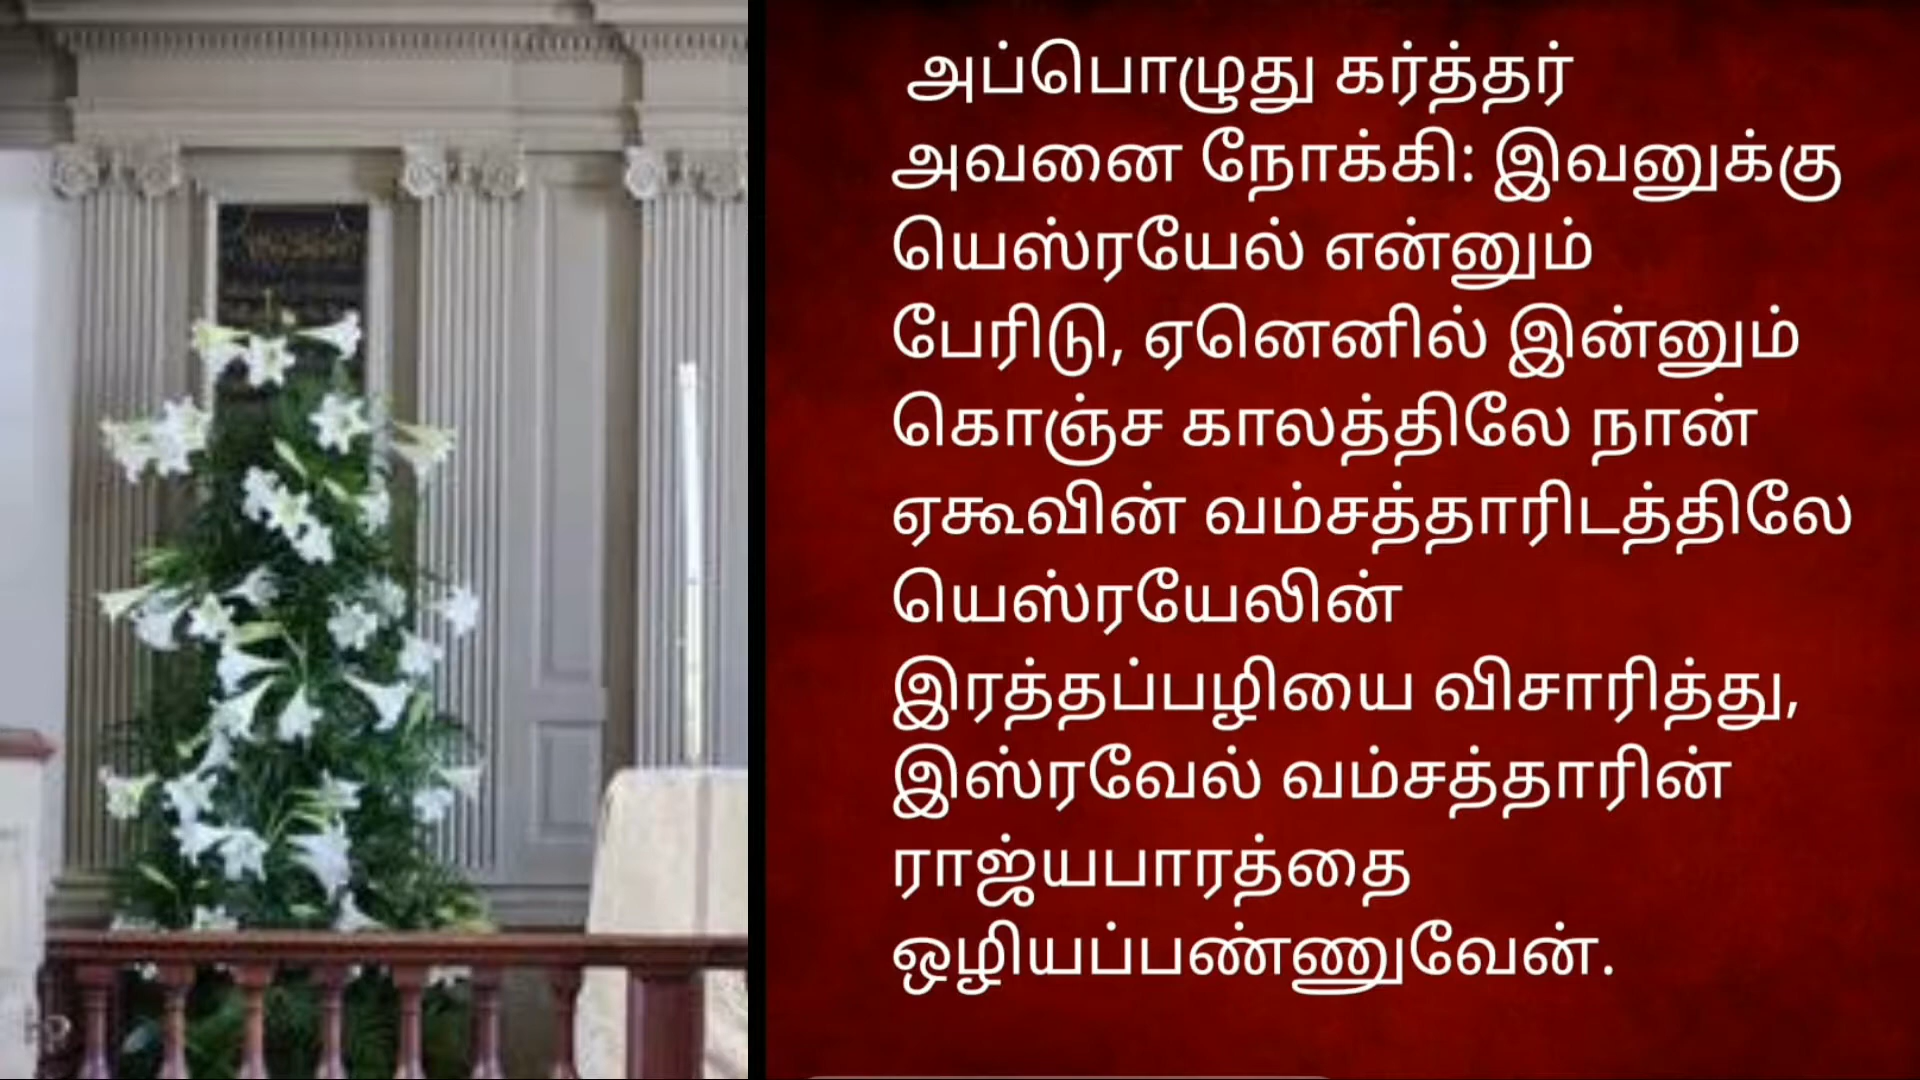 அப்பொழுது கர்த்தர்
அவனை நோக்கி: இவனுக்கு
யெஸ்ரயேல் என்னும்
பேரிடு, ஏனெனில் இன்னும்
கொஞ்ச காலத்திலே நான்
ஏகூவின் வம்சத்தாரிடத்திலே
யெஸ்ரயேலின்
இரத்தப்பழியை விசாரித்து,
இஸ்ரவேல் வம்சத்தாரின்
ராஜ்யபாரத்தை
ஒழியப்பண்ணுவேன்.